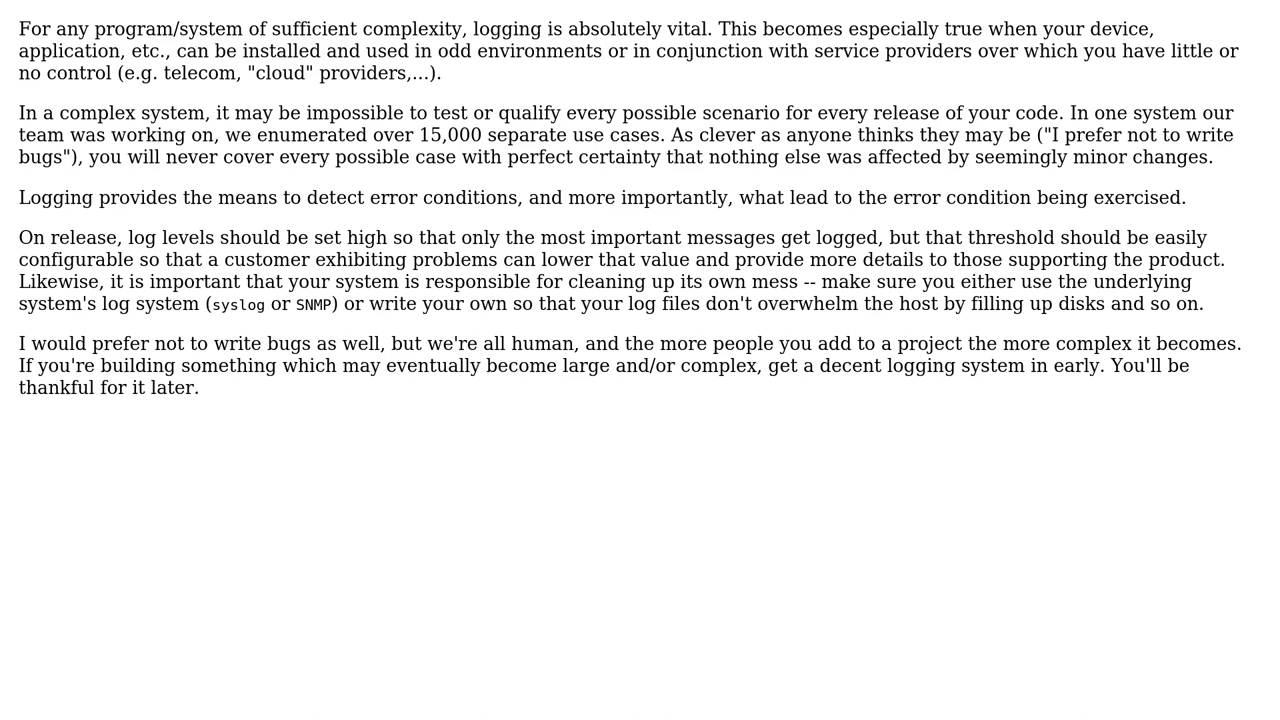 For any program/system of sufficient complexity, logging is absolutely vital. This becomes especially true when your device,
application, etc., can be installed and used in odd environments or in conjunction with service providers over which you have little or
no control (e.g. telecom, "cloud" providers,...).
In a complex system, it may be impossible to test or qualify every possible scenario for every release of your code. In one system our
team was working on, we enumerated over 15,000 separate use cases. As clever as anyone thinks they may be ("I prefer not to write
bugs"), you will never cover every possible case with perfect certainty that nothing else was affected by seemingly minor changes.
Logging provides the means to detect error conditions, and more importantly, what lead to the error condition being exercised.
On release, log levels should be set high so that only the most important messages get logged, but that threshold should be easily
configurable so that a customer exhibiting problems can lower that value and provide more details to those supporting the product.
Likewise, it is important that your system is responsible for cleaning up its own mess -- make sure you either use the underlying
system's log system (syslog or SNMP) or write your own so that your log files don't overwhelm the host by filling up disks and so on.
I would prefer not to write bugs as well, but we're all human, and the more people you add to a project the more complex it becomes.
If you're building something which may eventually become large and/or complex, get a decent logging system in early. You'll be
thankful for it later.